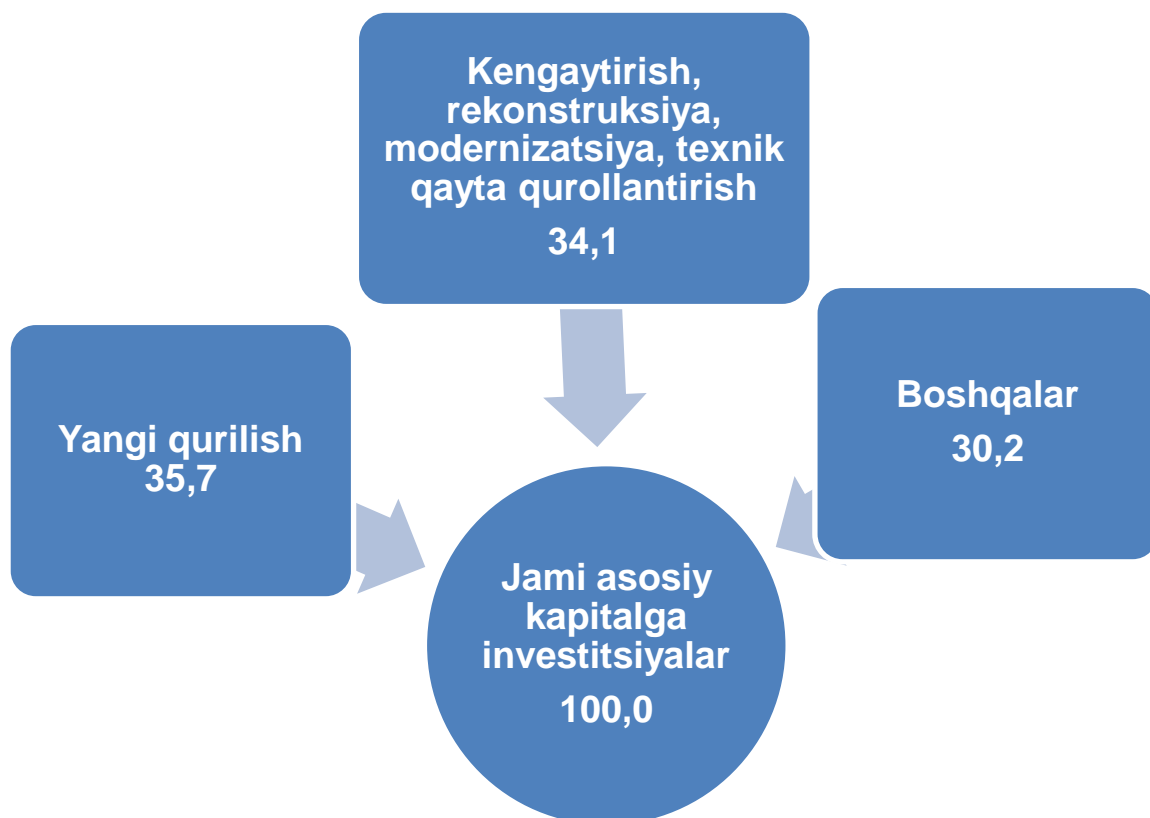 Kengaytirish,
rekonstruksiya,
modernizatsiya, texnik
qayta qurollantirish
34,1
Yangi qurilish
35,7
Boshqalar
30,2
Jami asosiy
kapitalga
investitsiyalar
100,0